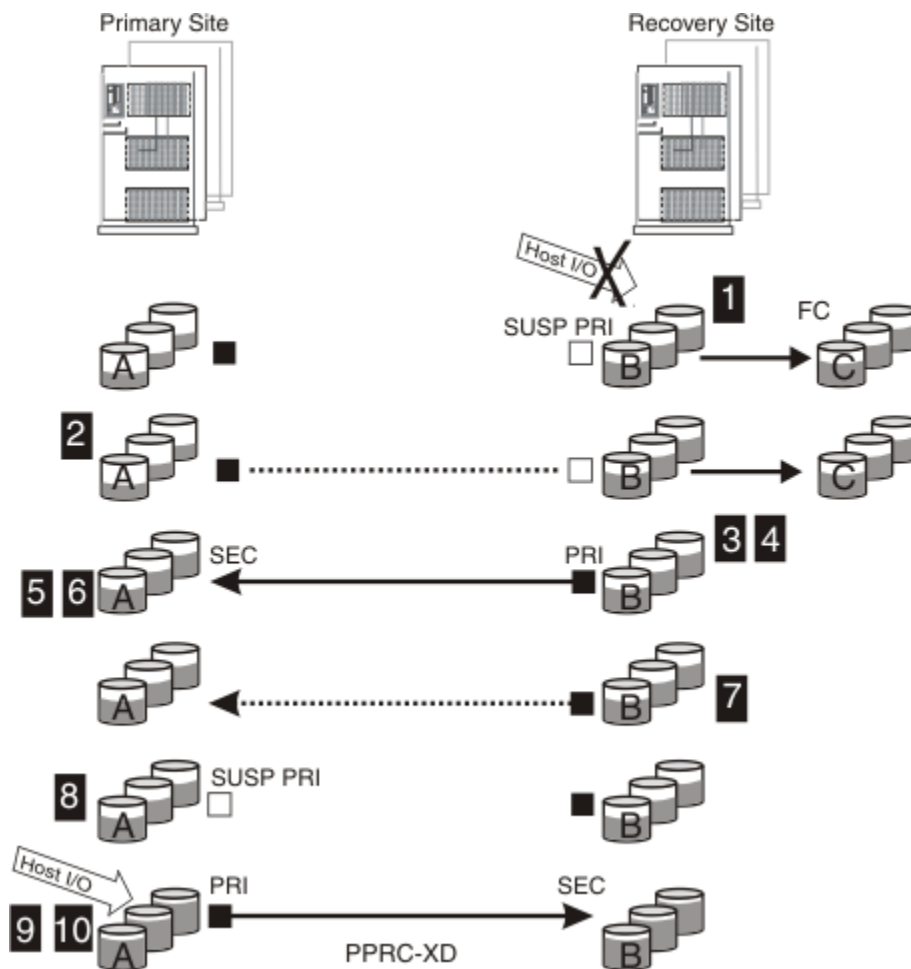 Primary Site
Recovery Site
Host I/O
1
FC
SUSP PRI
A
B
C
2
A
B
C
3 4
SEC
PRI
5 6
A
B
A
B
7
SUSP PRI
8
A
B
Host I/O
PRI
SEC
9 10
A
B
PPRC-XD